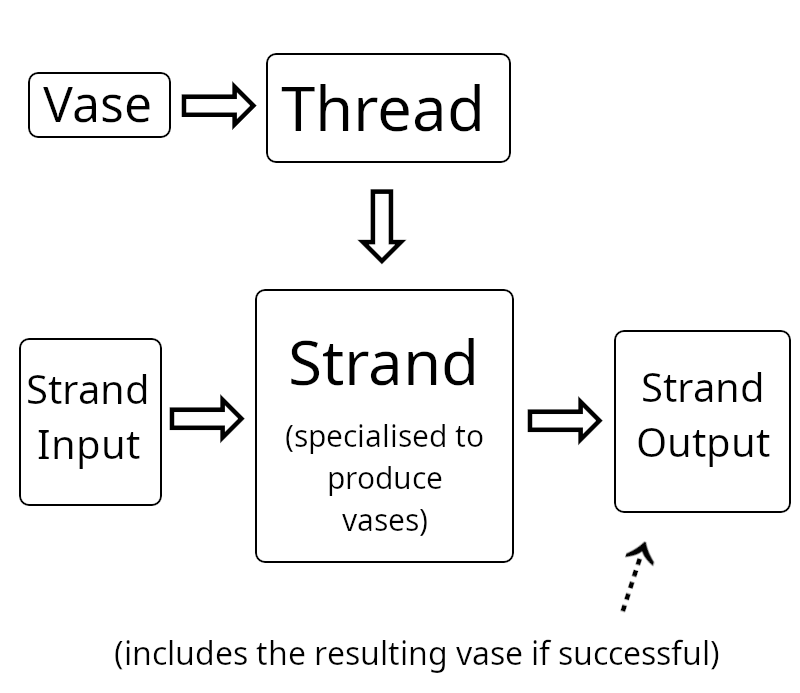 Vase
Thread
Strand
Input
Strand
(specialised to
produce
vases)
Strand
Output
(includes the resulting vase if successful)